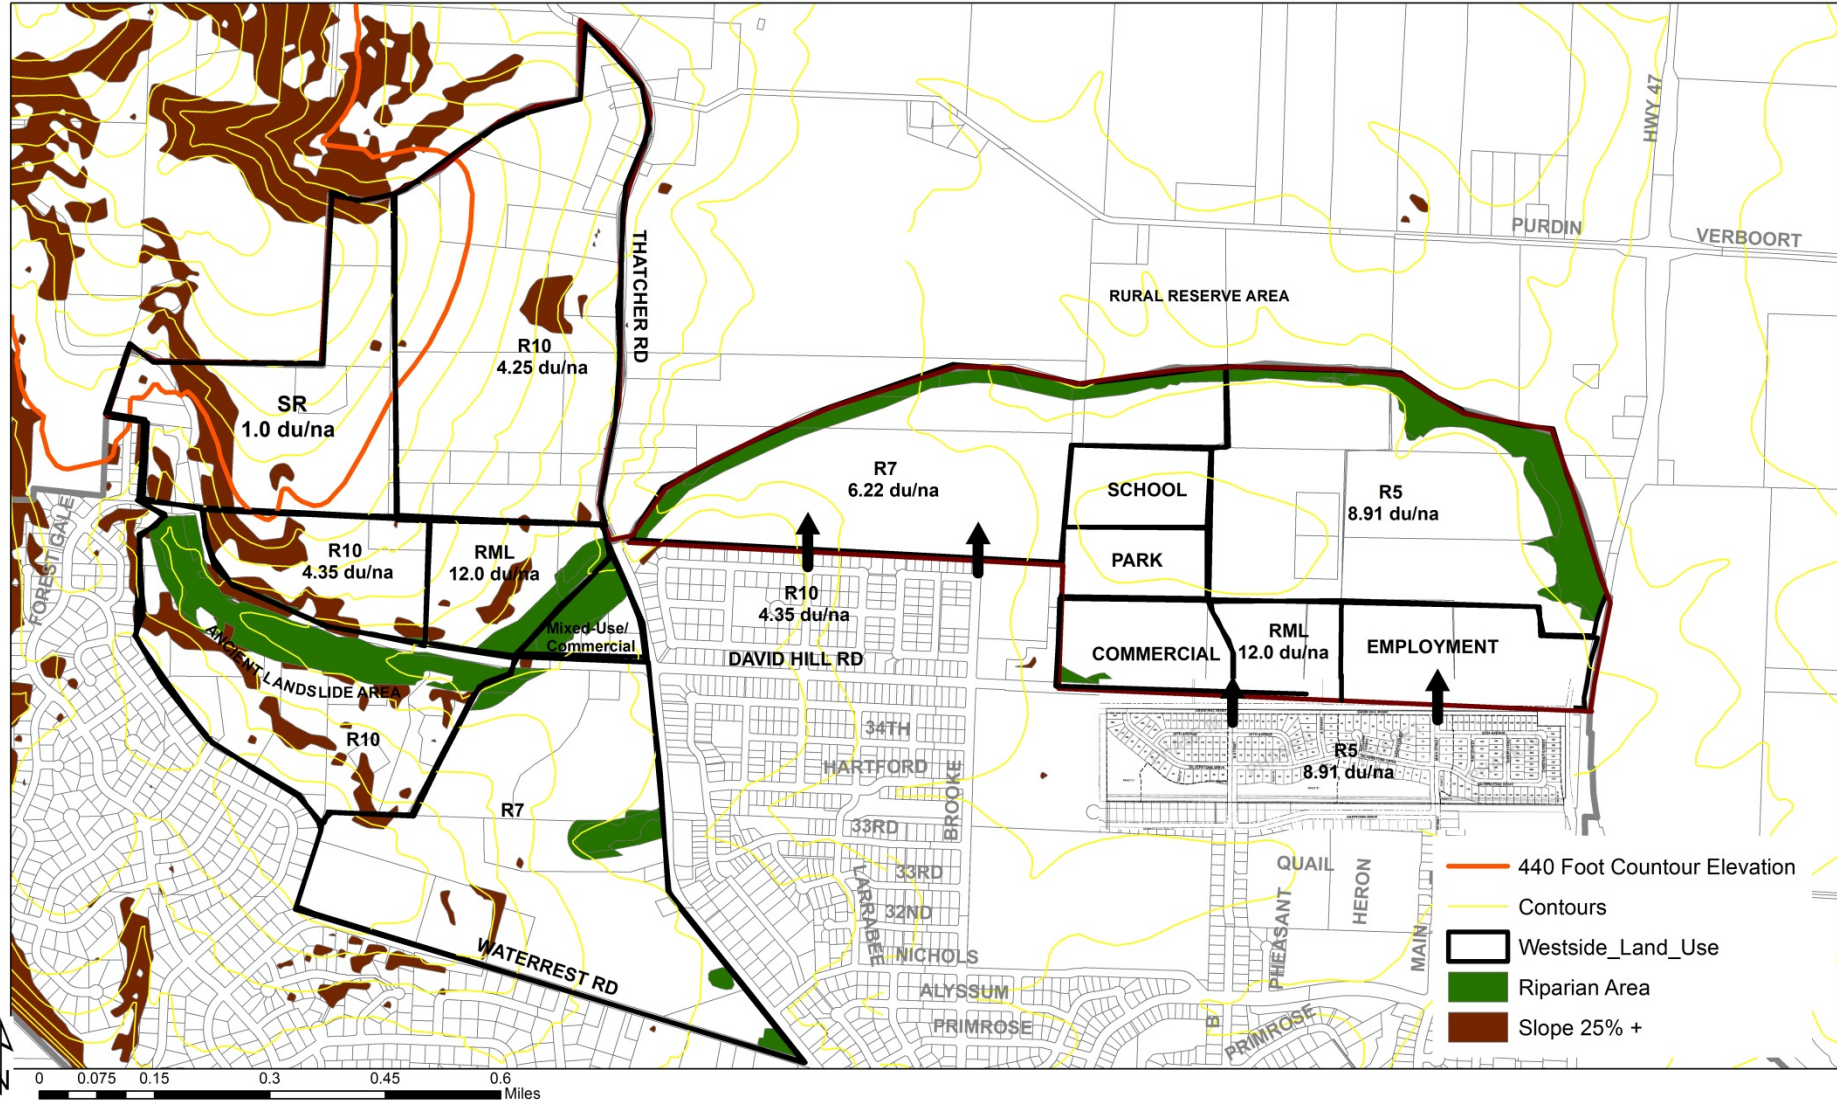 HWY 47
PURDIN
VERBOORT
THATCHER RD
RURAL RESERVE AREA
R10
4.25 du/na
SR
1.0 du/na
R7
6.22 du/na
SCHOOL
R5
8.91 du/na
PARK
FOREST GALE
R10
4.35 du/na
RML
12.0 du/na
R10
4.35 du/na
Mixed-Use/
Commercial
DAVID HILL RD
COMMERCIAL
RML
12.0 du/na
EMPLOYMENT
ANCIENT LANDSLIDE AREA
R10
34TH
HARTFORD
BROOKE
R5
8.91 du/na
R7
33RD
33RD
LARRABEE
32ND
NICHOLS
ALYSSUM
PRIMROSE
WATERREST RD
QUAIL
PHEASANT
HERON
MAIN
B
PRIMROSE
440 Foot Countour Elevation
Contours
Westside_Land_Use
Riparian Area
Slope 25% +
N
0 0.075 0.15 0.3 0.45 0.6
Miles